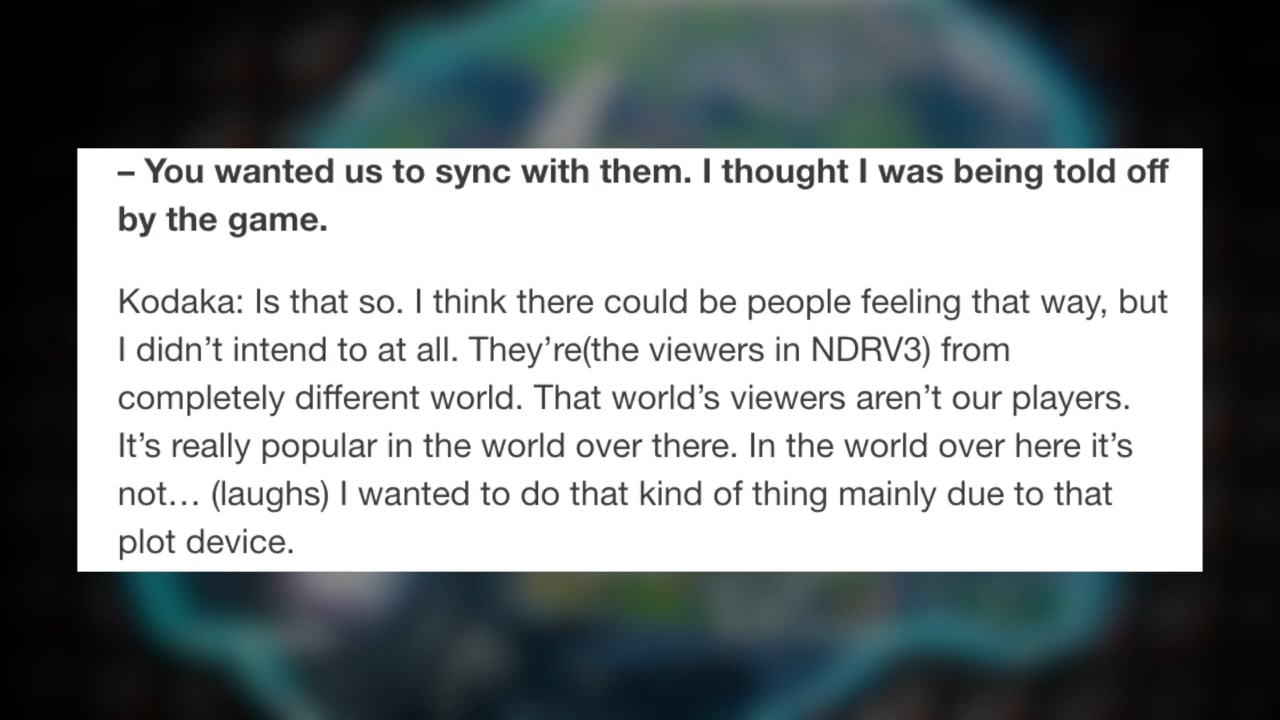 – You wanted us to sync with them. I thought I was being told off
by the game.
Kodaka: Is that so. I think there could be people feeling that way, but
I didn’t intend to at all. They’re(the viewers in NDRV3) from
completely different world. That world’s viewers aren’t our players.
It’s really popular in the world over there. In the world over here it’s
not… (laughs) I wanted to do that kind of thing mainly due to that
plot device.